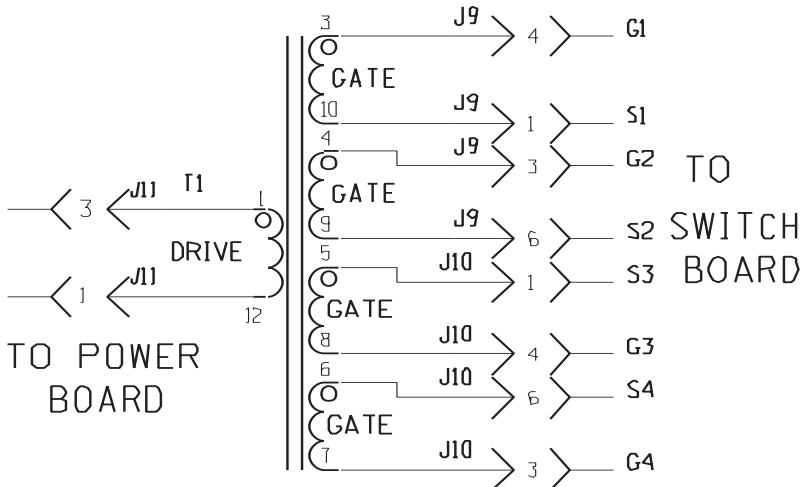 3 J9 4 G1
GATE
10 J9 1 S1
4 J9 3 G2
TO
3 J11 T1 1
GATE
9 J9 6 S2 SWITCH
DRIVE
5 J10 1 S3 BOARD
1 J11
GATE
12
8 J10 4 G3
TO POWER
6 J10 6 S4
BOARD
GATE
7 J10 3 G4